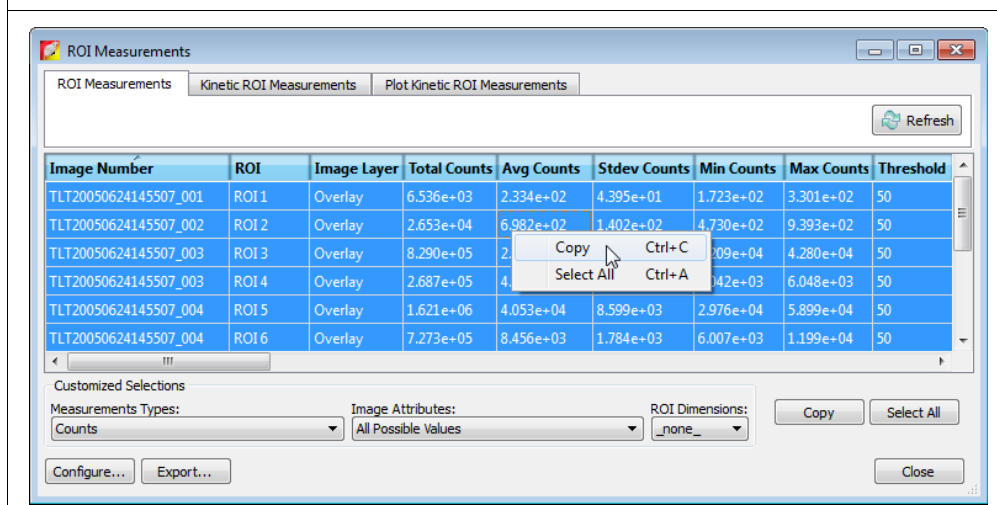 ROI Measurements
ROI Measurements Kinetic ROI Measurements Plot Kinetic ROI Measurements
Refresh
Image Number ROI Image Layer Total Counts Avg Counts Stdev Counts Min Counts Max Counts Threshold
TLT20050624145507_001 ROI 1 Overlay 6.536e+03 2.334e+02 4.395e+01 1.723e+02 3.301e+02 50
TLT20050624145507_002 ROI 2 Overlay 2.653e+04 6.982e+02 1.402e+02 4.730e+02 9.393e+02 50
Copy Ctrl+C
TLT20050624145507_003 ROI 3 Overlay 8.290e+05 2. 209e+04 4.280e+04 50
Select All Ctrl+A
TLT20050624145507_003 ROI 4 Overlay 2.687e+05 4. 042e+03 6.048e+03 50
TLT20050624145507_004 ROI 5 Overlay 1.621e+06 4.053e+04 8.599e+03 2.976e+04 5.899e+04 50
TLT20050624145507_004 ROI 6 Overlay 7.273e+05 8.456e+03 1.784e+03 6.007e+03 1.199e+04 50
Customized Selections
Measurements Types: Image Attributes: ROI Dimensions:
Counts All Possible Values _none_ Copy Select All
Configure... Export... Close